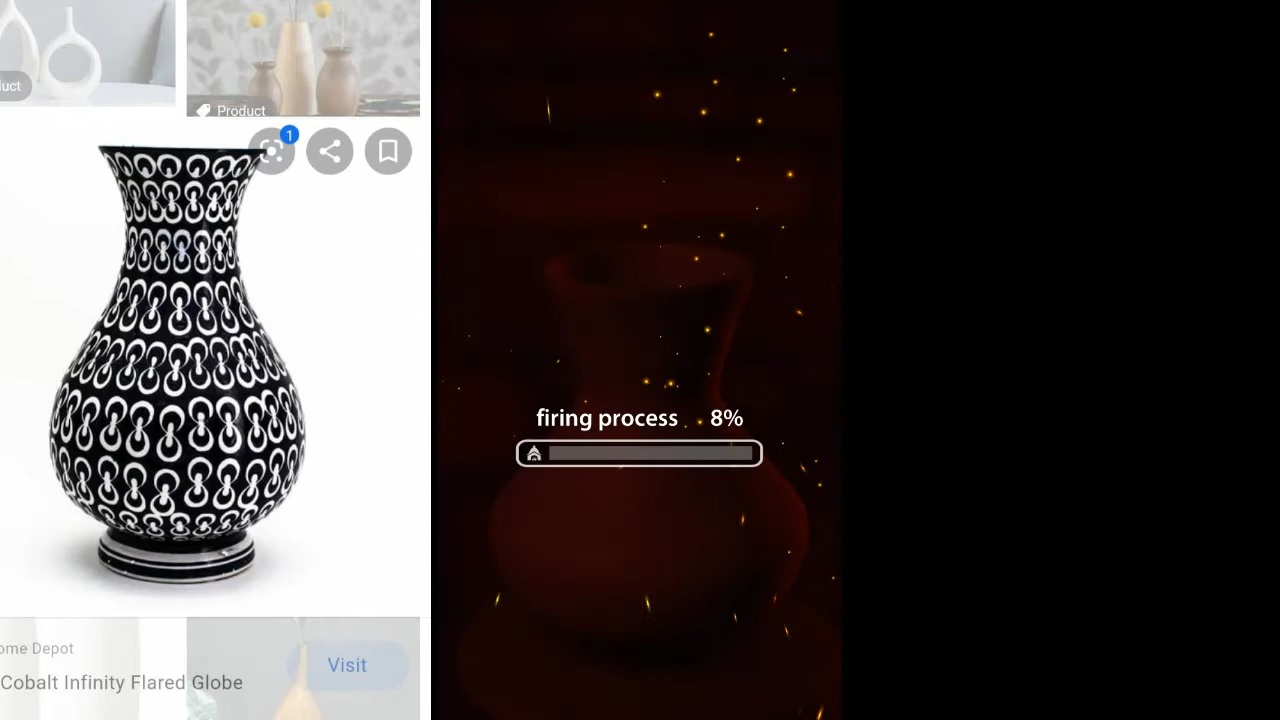 uct
Product
1
ome Depot
Visit
Cobalt Infinity Flared Globe
firing process 8%